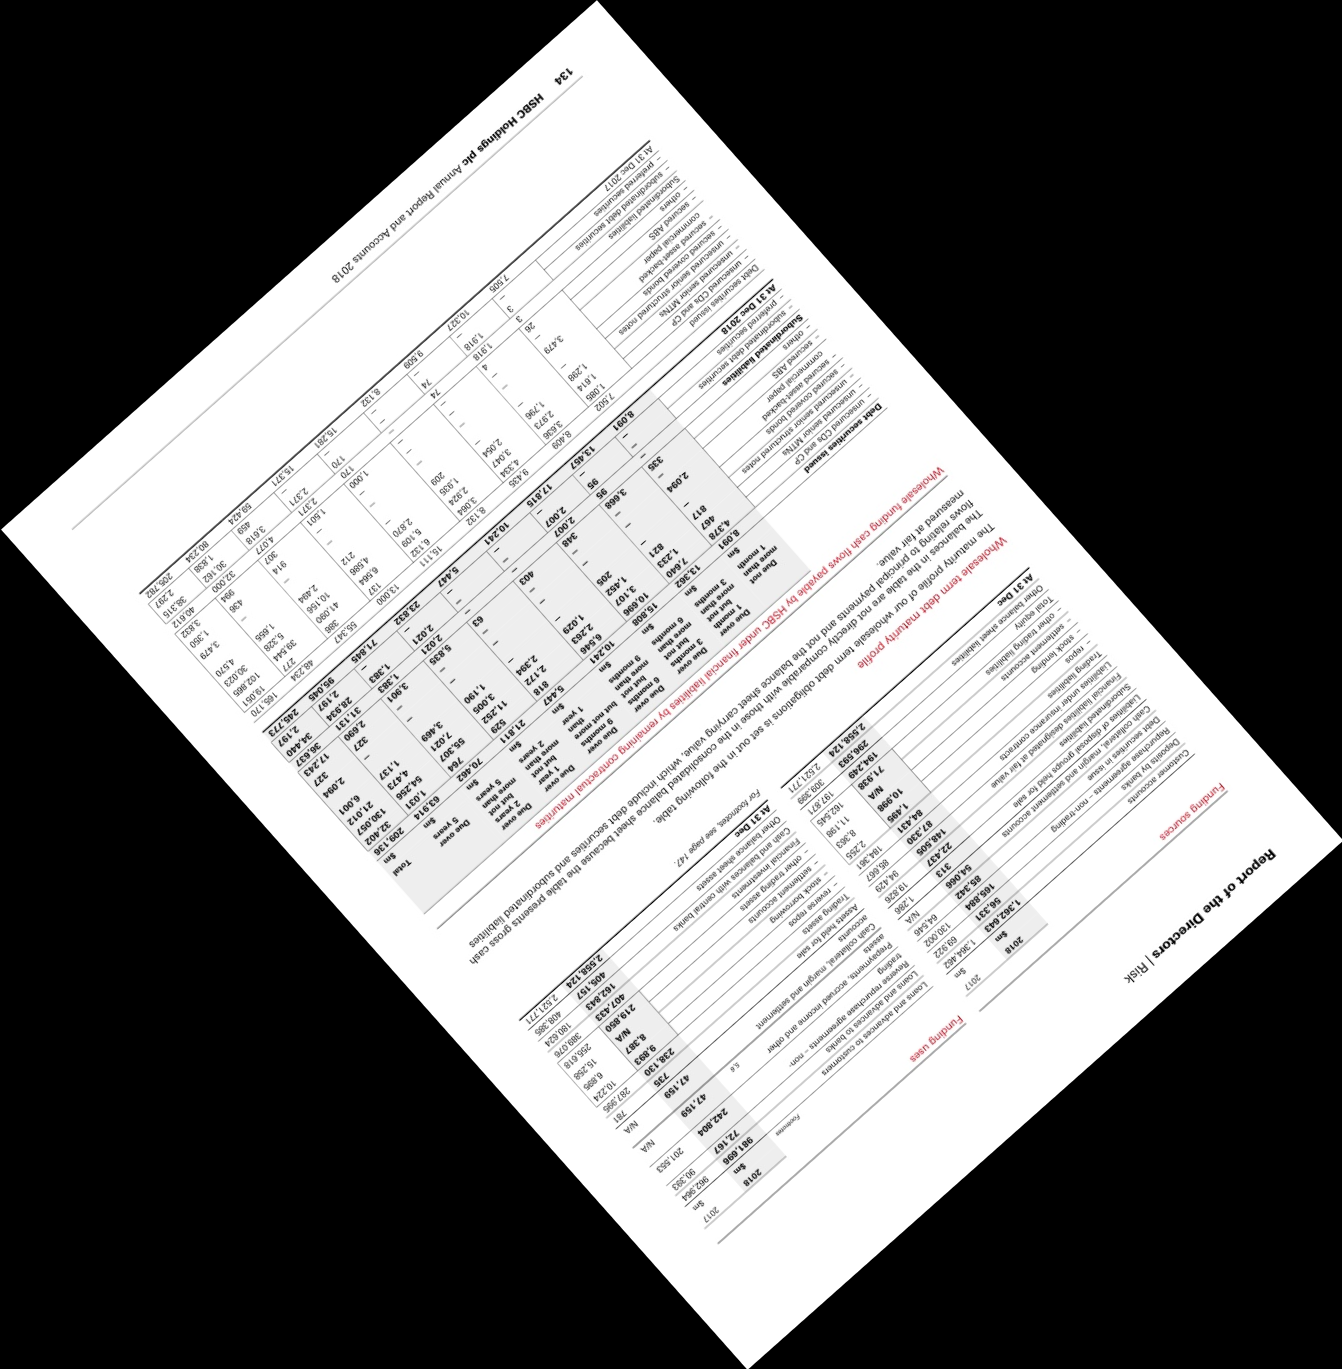 Report of the Directors | Risk
Funding sources
2018 2017
$m $m
Customer accounts 1,362,643 1,364,462
Deposits by banks 56,331 69,922
Repurchase agreements – non-trading 165,884 130,002
Debt securities in issue 85,342 64,546
Cash collateral, margin and settlement accounts 54,066 N/A
Liabilities of disposal groups held for sale 313 1,286
Subordinated liabilities 22,437 19,826
Financial liabilities designated at fair value 148,505 94,429
Liabilities under insurance contracts 87,330 85,667
Trading liabilities 84,431 184,361
– repos 1,495 2,255
– stock lending 10,998 8,363
– settlement accounts N/A 11,198
– other trading liabilities 71,938 162,545
Total equity 194,249 197,871
Other balance sheet liabilities 296,593 309,399
At 31 Dec 2,558,124 2,521,771
Funding uses
2018 2017
Footnotes $m $m
Loans and advances to customers 981,696 962,964
Loans and advances to banks 72,167 90,393
Reverse repurchase agreements – non-
trading 242,804 201,553
Prepayments, accrued income and other
assets 5, 6 47,159 N/A
Cash collateral, margin and settlement
accounts 47,159 N/A
Assets held for sale 735 781
Trading assets 238,130 287,995
– reverse repos 9,893 10,224
– stock borrowing 8,387 6,895
– settlement accounts N/A 15,258
– other trading assets 219,850 255,618
Financial investments 407,433 389,076
Cash and balances with central banks 162,843 180,624
Other balance sheet assets 405,157 408,385
At 31 Dec 2,558,124 2,521,771
For footnotes, see page 147.
Wholesale term debt maturity profile
The maturity profile of our wholesale term debt obligations is set out in the following table.
The balances in the table are not directly comparable with those in the consolidated balance sheet because the table presents gross cash
flows relating to principal payments and not the balance sheet carrying value, which include debt securities and subordinated liabilities
measured at fair value.
Wholesale funding cash flows payable by HSBC under financial liabilities by remaining contractual maturities
Due not more than 1 month
Due over 1 month but not more than 3 months
Due over 3 months but not more than 6 months
Due over 6 months but not more than 9 months
Due over 9 months but not more than 1 year
Due over 1 year but not more than 2 years
Due over 2 years but not more than 5 years
Due over 5 years
Total
$m $m $m $m $m $m $m $m $m
Debt securities issued 8,091 13,362 15,808 10,241 5,447 21,811 70,462 63,914 209,136
– unsecured CDs and CP 4,378 7,640 10,696 6,546 818 529 764 1,031 32,402
– unsecured senior MTNs 467 1,233 3,107 2,263 2,172 11,252 55,307 54,256 130,057
– unsecured senior structured notes 817 821 1,452 1,029 2,394 3,005 7,021 4,473 21,012
– secured covered bonds – – 205 – – 1,190 3,469 1,137 6,001
– secured asset-backed commercial paper 2,094 – – – – – – – 2,094
– secured ABS – – – – – – – 327 327
– others 335 3,668 348 403 63 5,835 3,901 2,690 17,243
Subordinated liabilities – 95 2,007 – – 2,021 1,383 31,131 36,637
– subordinated debt securities – 95 2,007 – – 2,021 1,383 28,934 34,440
– preferred securities – – – – – – – 2,197 2,197
At 31 Dec 2018 8,091 13,457 17,815 10,241 5,447 23,832 71,845 95,045 245,773
Debt securities issued 7,502 8,409 9,435 8,132 15,111 13,000 55,347 48,234 165,170
– unsecured CDs and CP 1,085 3,636 4,334 3,064 6,132 137 386 277 19,051
– unsecured senior MTNs 1,614 2,973 3,047 2,924 5,109 6,564 41,090 39,544 102,865
– unsecured senior structured notes 1,298 1,796 2,054 1,935 2,870 4,586 10,156 5,328 30,023
– secured covered bonds – – – 209 – 212 2,494 1,655 4,570
– secured asset-backed commercial paper 3,479 – – – – – – – 3,479
– secured ABS – – – – – – 914 436 1,350
– others 26 4 – – 1,000 1,501 307 994 3,832
Subordinated liabilities 3 1,918 74 – 170 2,371 4,077 32,000 40,612
– subordinated debt securities 3 1,918 74 – 170 2,371 3,618 30,162 38,315
– preferred securities – – – – – – 459 1,838 2,297
At 31 Dec 2017 7,505 10,327 9,509 8,132 15,281 15,371 59,424 80,234 205,782
134 HSBC Holdings plc Annual Report and Accounts 2018